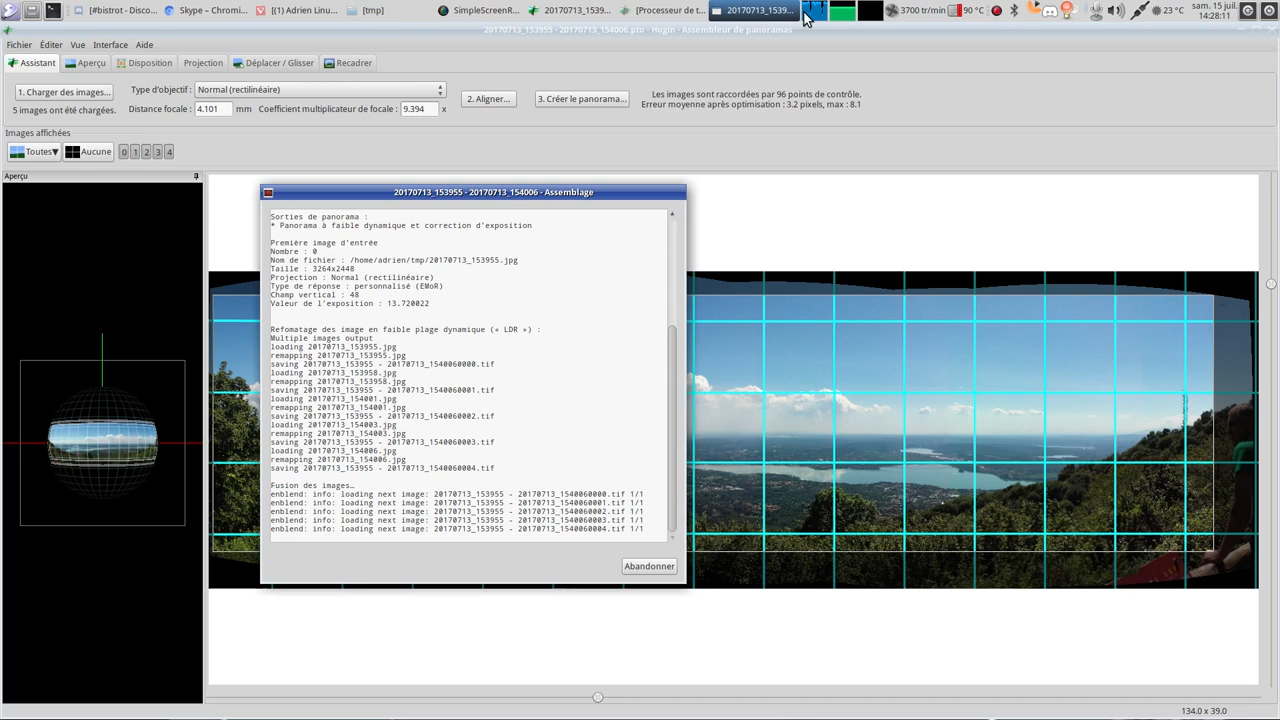 [#bistrot - Disco...
Skype – Chromi...
[(1) Adrien Linu...
[tmp]
SimpleScreenR...
20170713_1539...
[Processeur de t...
20170713_1539...
3700 tr/min
90 °C
23 °C
sam. 15 juil.
14:28:11
20170713_153955 - 20170713_154006.pto - Hugin - Assembleur de panoramas
Fichier
Éditer
Vue
Interface
Aide
Assistant
Aperçu
Disposition
Projection
Déplacer / Glisser
Recadrer
1. Charger des images...
Type d'objectif :
Normal (rectilinéaire)
2. Aligner...
3. Créer le panorama...
Les images sont raccordées par 96 points de contrôle.
Erreur moyenne après optimisation : 3.2 pixels, max : 8.1
5 images ont été chargées.
Distance focale :
4.101
mm
Coefficient multiplicateur de focale :
9.394
x
Images affichées
Toutes▼
Aucune
0
1
2
3
4
Aperçu
20170713_153955 - 20170713_154006 - Assemblage
Sorties de panorama :
* Panorama à faible dynamique et correction d'exposition
Première image d'entrée
Nombre : 0
Nom de fichier : /home/adrien/tmp/20170713_153955.jpg
Taille : 3264x2448
Projection : Normal (rectilinéaire)
Type de réponse : personnalisé (EMoR)
Champ vertical : 48
Valeur de l'exposition : 13.720022
Refomatage des image en faible plage dynamique (« LDR ») :
Multiple images output
loading 20170713_153955.jpg
remapping 20170713_153955.jpg
saving 20170713_153955 - 20170713_1540060000.tif
loading 20170713_153958.jpg
remapping 20170713_153958.jpg
saving 20170713_153955 - 20170713_1540060001.tif
loading 20170713_154001.jpg
remapping 20170713_154001.jpg
saving 20170713_153955 - 20170713_1540060002.tif
loading 20170713_154003.jpg
remapping 20170713_154003.jpg
saving 20170713_153955 - 20170713_1540060003.tif
loading 20170713_154006.jpg
remapping 20170713_154006.jpg
saving 20170713_153955 - 20170713_1540060004.tif
Fusion des images…
enblend: info: loading next image: 20170713_153955 - 20170713_1540060000.tif 1/1
enblend: info: loading next image: 20170713_153955 - 20170713_1540060001.tif 1/1
enblend: info: loading next image: 20170713_153955 - 20170713_1540060002.tif 1/1
enblend: info: loading next image: 20170713_153955 - 20170713_1540060003.tif 1/1
enblend: info: loading next image: 20170713_153955 - 20170713_1540060004.tif 1/1
Abandonner
134.0 x 39.0